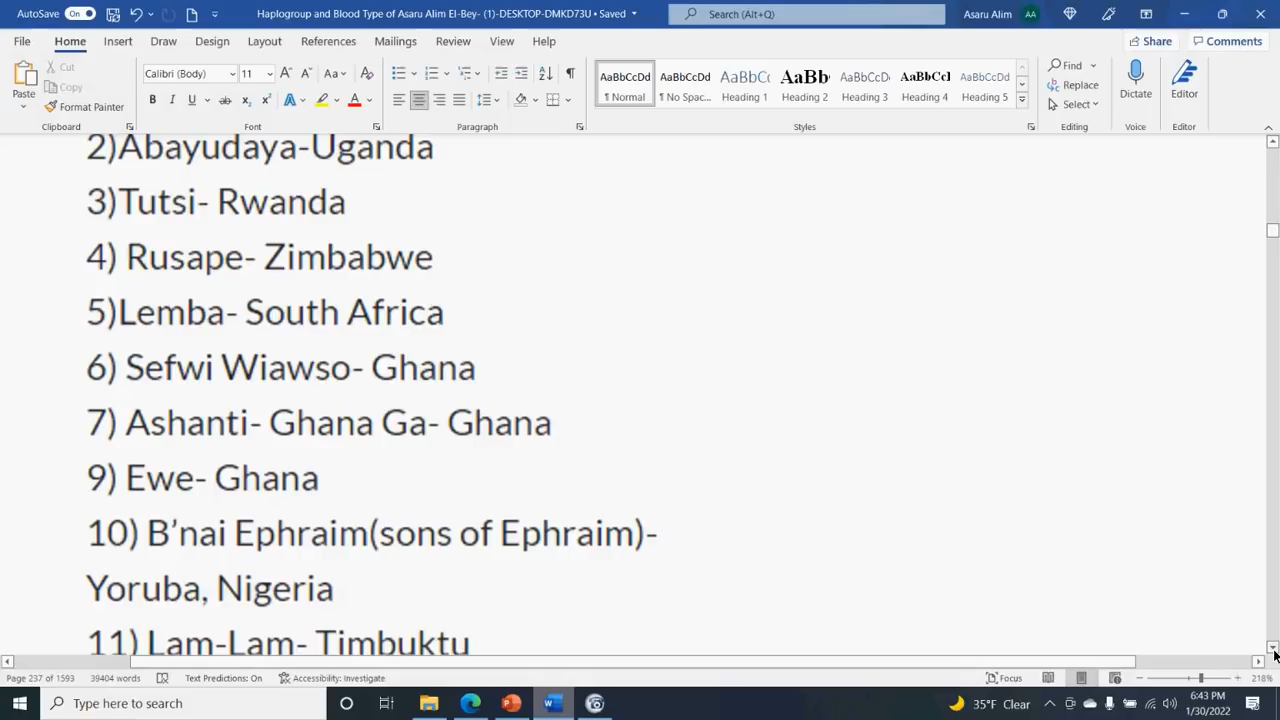 AutoSave On Haplogroup and Blood Type of Asaru Alim El-Bey- (1)-DESKTOP-DMKD73U • Saved Search (Alt+Q) Asaru Alim AA
File Home Insert Draw Design Layout References Mailings Review View Help Share Comments
Paste Cut Copy Format Painter
Calibri (Body) 11
AaBbCcDd AaBbCcDd AaBbCc AaBb AaBbCcD AaBbCcI AaBbCcDd
¶ Normal ¶ No Spac... Heading 1 Heading 2 Heading 3 Heading 4 Heading 5
Find Replace Select
Dictate Editor
Clipboard Font Paragraph Styles Editing Voice Editor
2)Abayudaya-Uganda
3)Tutsi- Rwanda
4) Rusape- Zimbabwe
5)Lemba- South Africa
6) Sefwi Wiawso- Ghana
7) Ashanti- Ghana Ga- Ghana
9) Ewe- Ghana
10) B’nai Ephraim(sons of Ephraim)-
Yoruba, Nigeria
11) Lam-Lam- Timbuktu
Page 237 of 1593 39404 words Text Predictions: On Accessibility: Investigate Focus 218%
Type here to search 35°F Clear 6:43 PM
1/30/2022